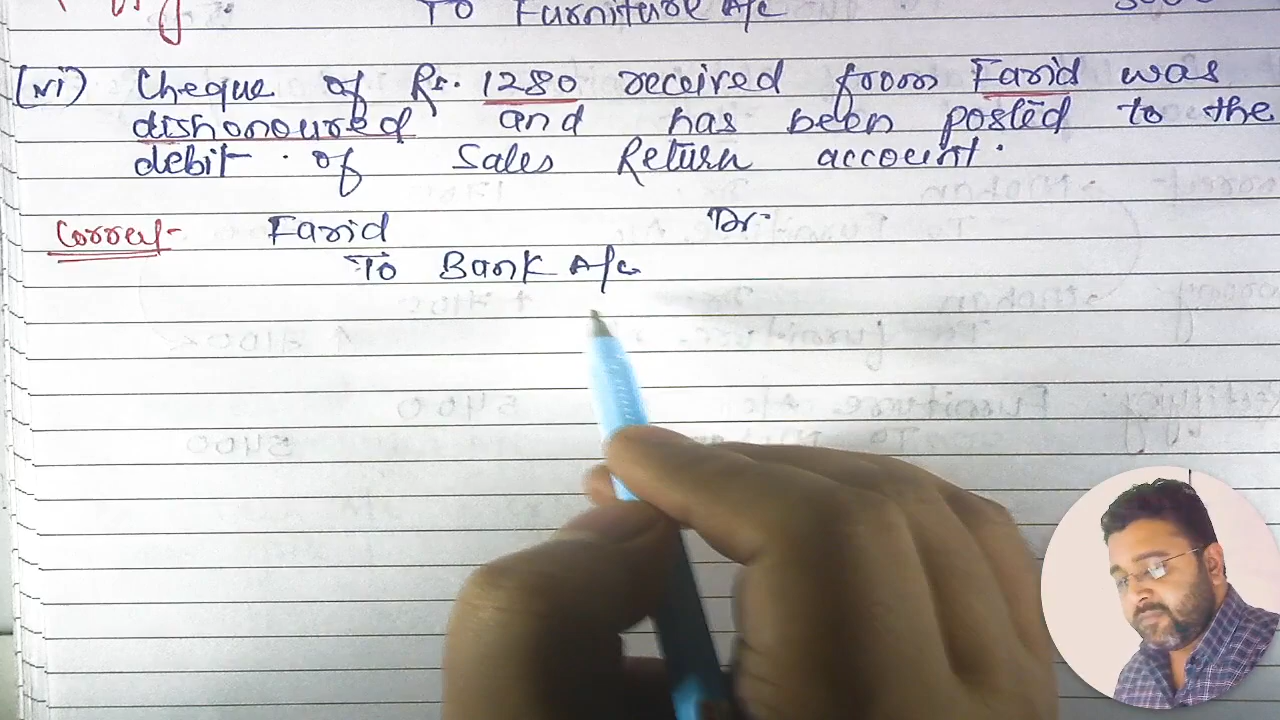 To Furniture A/c
(vi) Cheque of Rs. 1280 received from Farid was
dishonoured and has been posted to the
debit of Sales Return account.
Correct- Farid Dr.
To Bank A/c